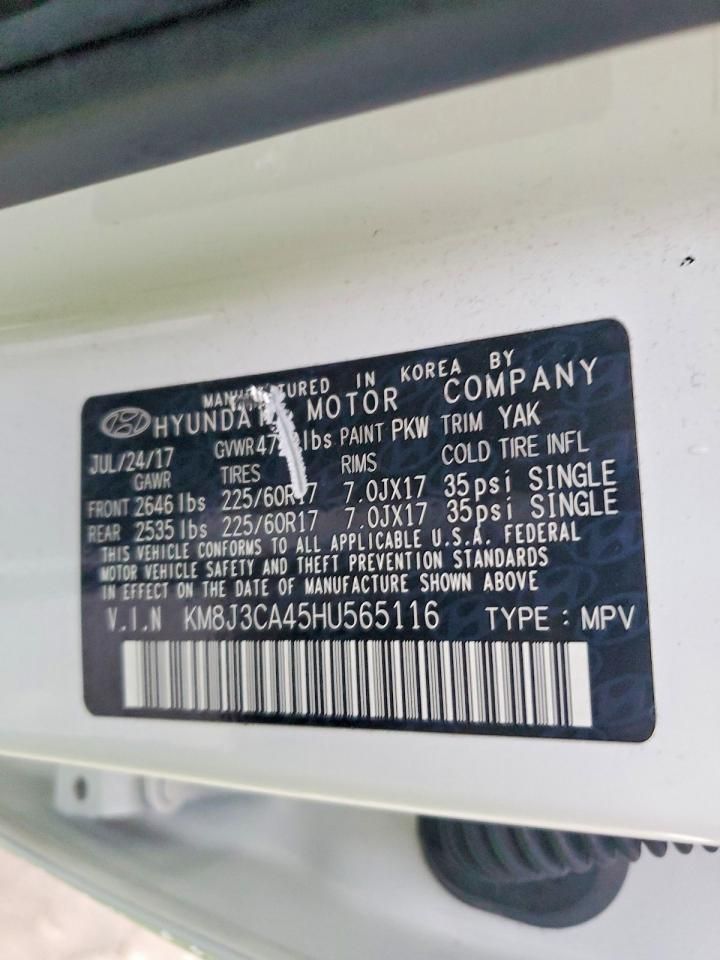 MANUFACTURED IN KOREA BY
HYUNDAI MOTOR COMPANY
JUL/24/17 GVWR lbs PAINT PKW TRIM YAK
GAWR TIRES RIMS COLD TIRE INFL
FRONT 2646 lbs 225/60R17 7.0JX17 35psi SINGLE
REAR 2535 lbs 225/60R17 7.0JX17 35psi SINGLE
THIS VEHICLE CONFORMS TO ALL APPLICABLE U.S.A. FEDERAL
MOTOR VEHICLE SAFETY AND THEFT PREVENTION STANDARDS
IN EFFECT ON THE DATE OF MANUFACTURE SHOWN ABOVE
V.I.N KM8J3CA45HU565116 TYPE: MPV